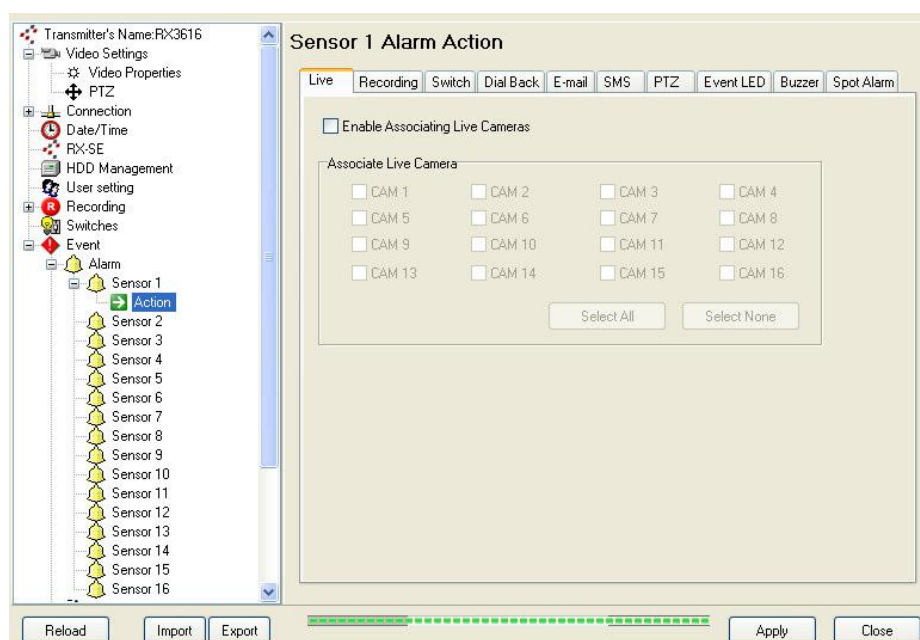 Transmitter's Name:RX3616
Video Settings
Video Properties
PTZ
Connection
Date/Time
RX-SE
HDD Management
User setting
R Recording
Switches
Event
Alarm
Sensor 1
Action
Sensor 2
Sensor 3
Sensor 4
Sensor 5
Sensor 6
Sensor 7
Sensor 8
Sensor 9
Sensor 10
Sensor 11
Sensor 12
Sensor 13
Sensor 14
Sensor 15
Sensor 16
Sensor 1 Alarm Action
Live Recording Switch Dial Back E-mail SMS PTZ Event LED Buzzer Spot Alarm
Enable Associating Live Cameras
Associate Live Camera
CAM 1 CAM 2 CAM 3 CAM 4
CAM 5 CAM 6 CAM 7 CAM 8
CAM 9 CAM 10 CAM 11 CAM 12
CAM 13 CAM 14 CAM 15 CAM 16
Select All Select None
Reload Import Export Apply Close